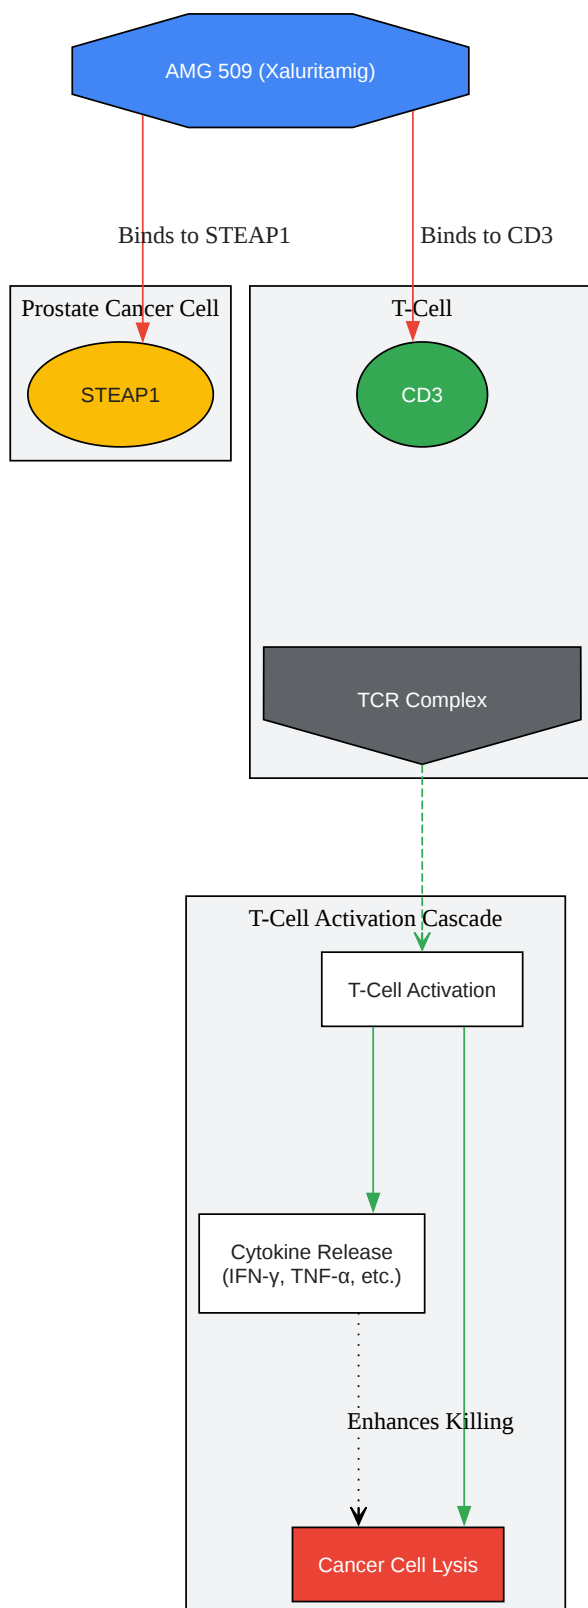 AMG 509 (Xaluritamig)
Binds to STEAP1
Binds to CD3
Prostate Cancer Cell
T-Cell
STEAP1
CD3
TCR Complex
T-Cell Activation Cascade
T-Cell Activation
Cytokine Release
(IFN-γ, TNF-α, etc.)
Enhances Killing
Cancer Cell Lysis